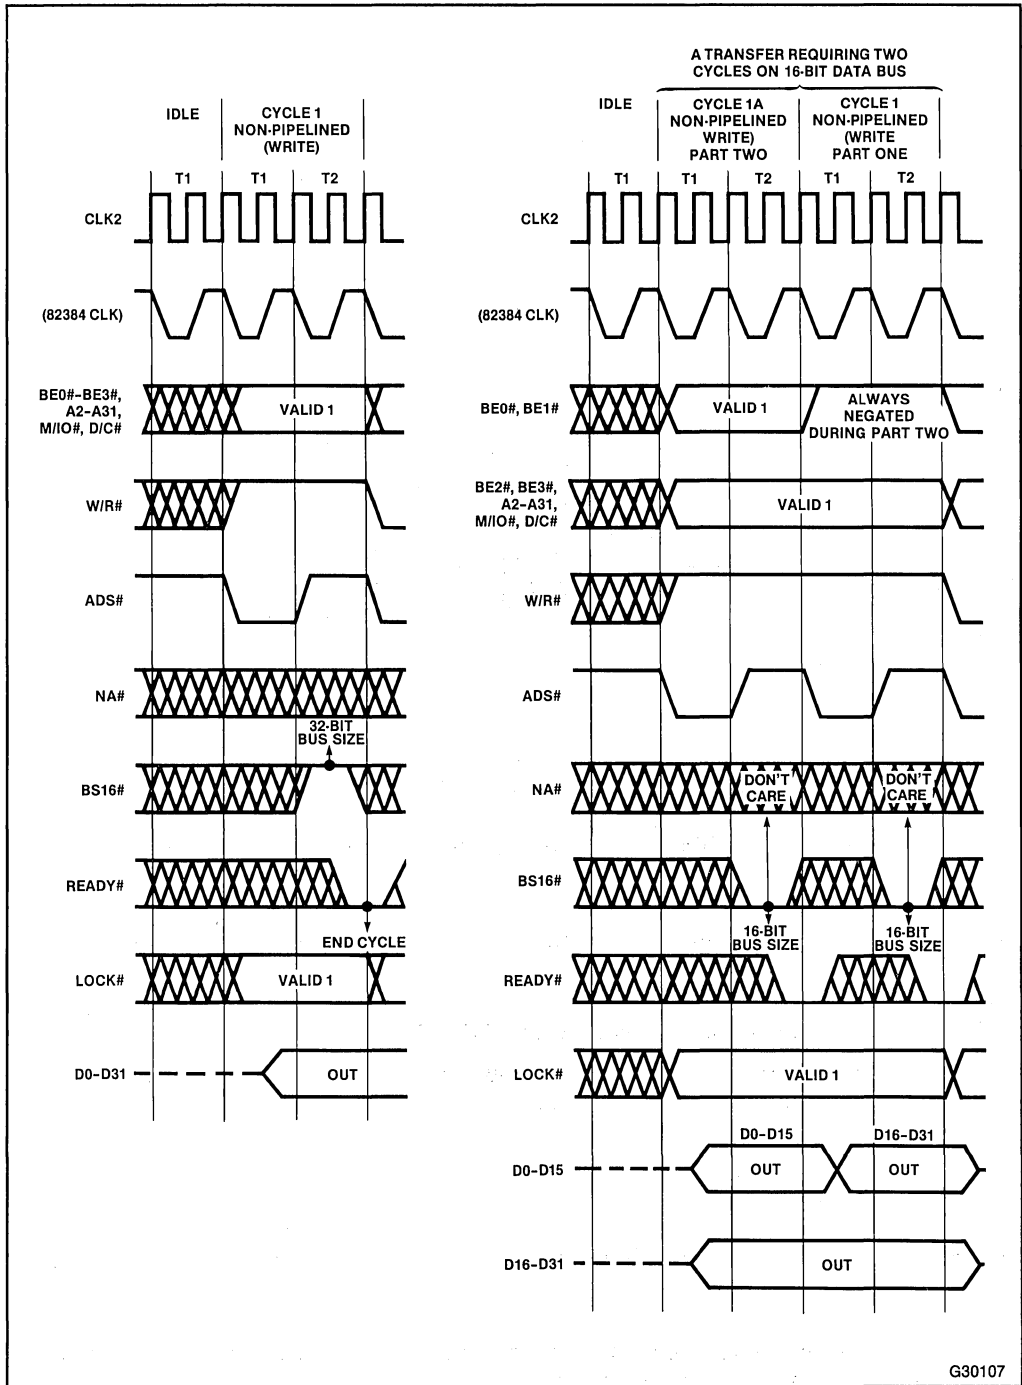 IDLE
CYCLE 1
NON-PIPELINED
(WRITE)
T1
T1
T2
CLK2
(82384 CLK)
BE0#-BE3#,
A2-A31,
M/IO#, D/C#
VALID 1
W/R#
ADS#
NA#
32-BIT
BUS SIZE
BS16#
READY#
END CYCLE
LOCK#
VALID 1
D0-D31
OUT
A TRANSFER REQUIRING TWO
CYCLES ON 16-BIT DATA BUS
IDLE
CYCLE 1A
NON-PIPELINED
WRITE)
PART TWO
CYCLE 1
NON-PIPELINED
(WRITE
PART ONE
T1
T1
T2
T1
T2
CLK2
(82384 CLK)
BE0#, BE1#
VALID 1
ALWAYS
NEGATED
DURING PART TWO
BE2#, BE3#,
A2-A31,
M/IO#, D/C#
VALID 1
W/R#
ADS#
NA#
DON'T
CARE
DON'T
CARE
BS16#
16-BIT
BUS SIZE
16-BIT
BUS SIZE
READY#
LOCK#
VALID 1
D0-D15
D16-D31
D0-D15
OUT
OUT
D16-D31
OUT
G30107